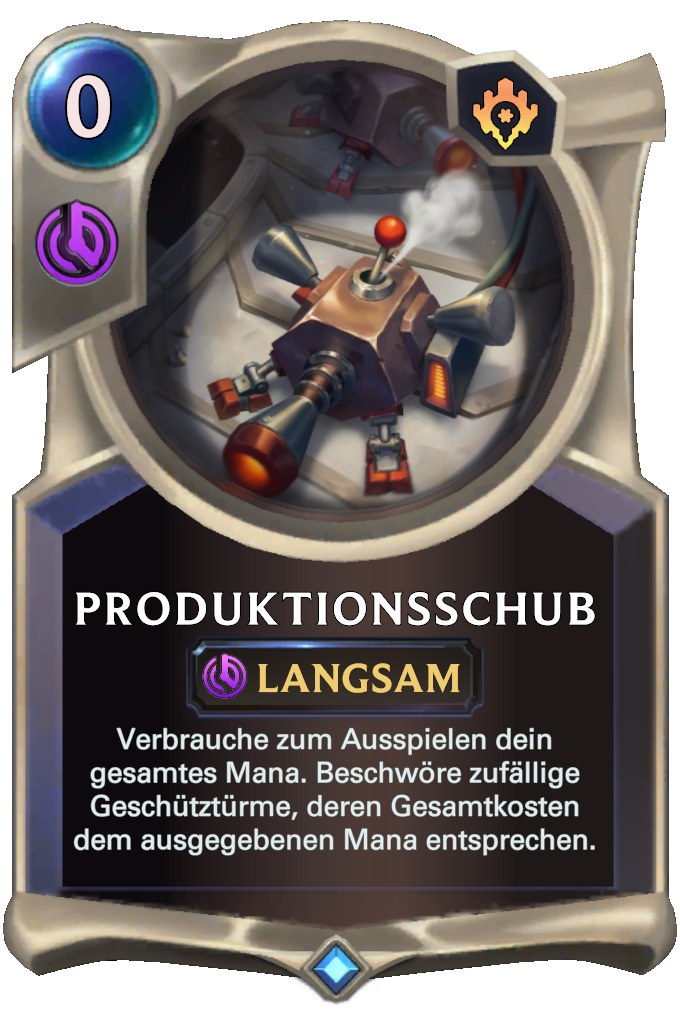 0
PRODUKTIONSSCHUB
LANGSAM
Verbrauche zum Ausspielen dein
gesamtes Mana. Beschwöre zufällige
Geschütztürme, deren Gesamtkosten
dem ausgegebenen Mana entsprechen.